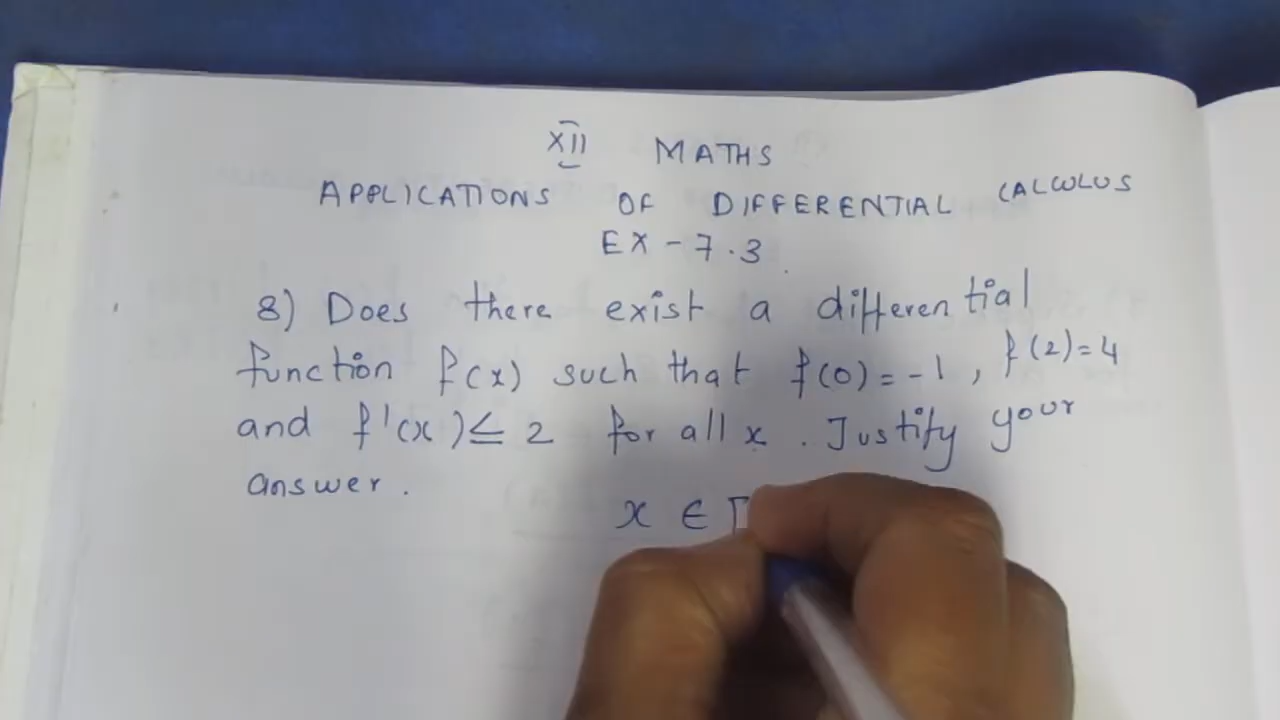 XII MATHS
APPLICATIONS OF DIFFERENTIAL CALCULUS
EX - 7.3
8) Does there exist a differential
function f(x) such that f(0) = -1, f(2) = 4
and f'(x) ≤ 2 for all x. Justify your
answer.
x ∈ [